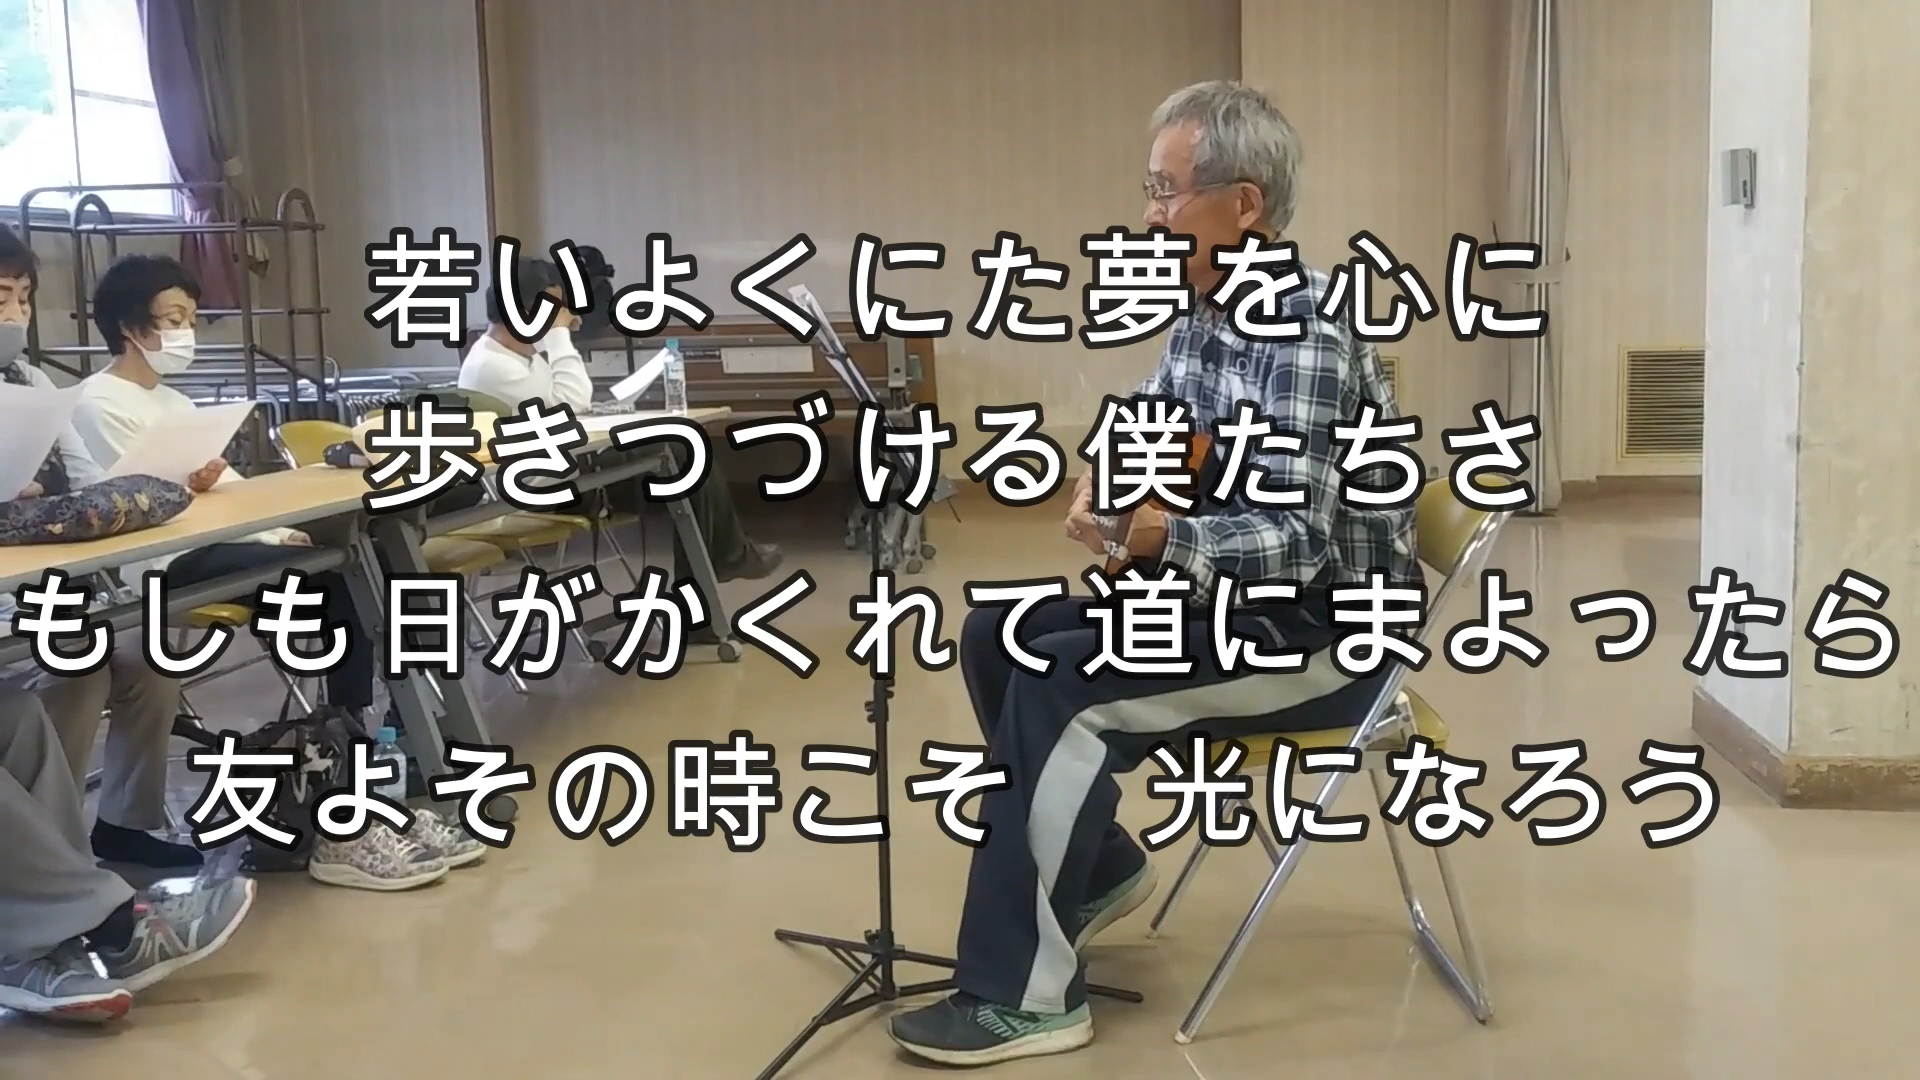 若いよくにた夢を心に
歩きつづける僕たちさ
もしも日がかくれて道にまよったら
友よその時こそ　光になろう